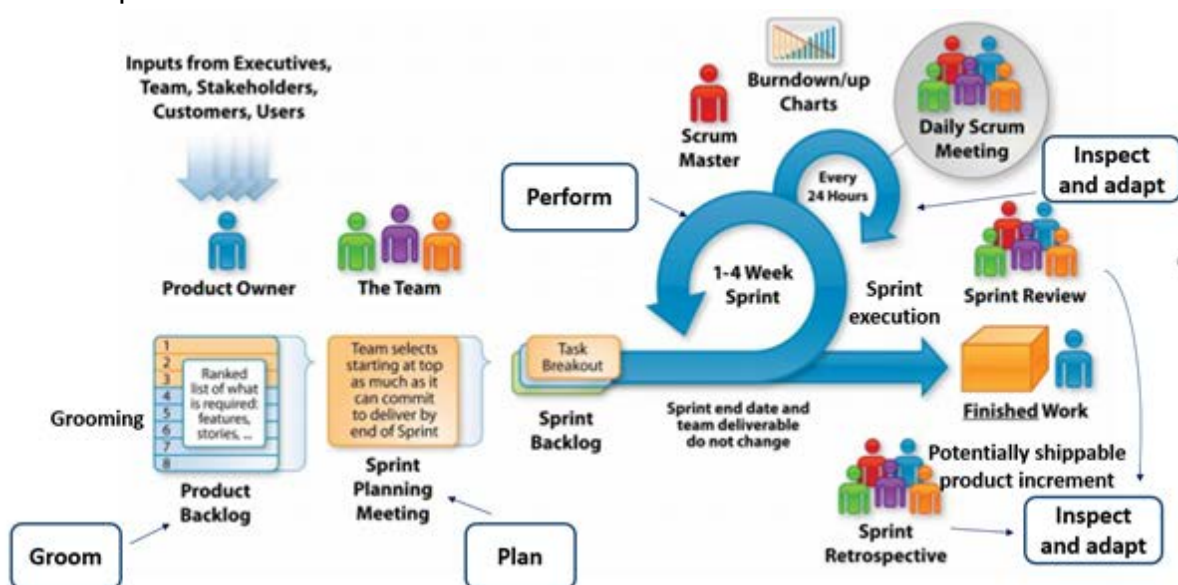 Inputs from Executives,
Team, Stakeholders,
Customers, Users
Product Owner
The Team
Scrum
Master
Burndown/up
Charts
Daily Scrum
Meeting
Every
24 Hours
Inspect
and adapt
Perform
1-4 Week
Sprint
Sprint
execution
Sprint Review
Grooming
1
2
3
4
5
6
7
8
Ranked
list of what
is required:
features,
stories, ...
Product
Backlog
Team selects
starting at top
as much as it
can commit
to deliver by
end of Sprint
Sprint
Planning
Meeting
Task
Breakout
Sprint
Backlog
Sprint end date and
team deliverable
do not change
Finished Work
Potentially shippable
product increment
Sprint
Retrospective
Inspect
and adapt
Groom
Plan